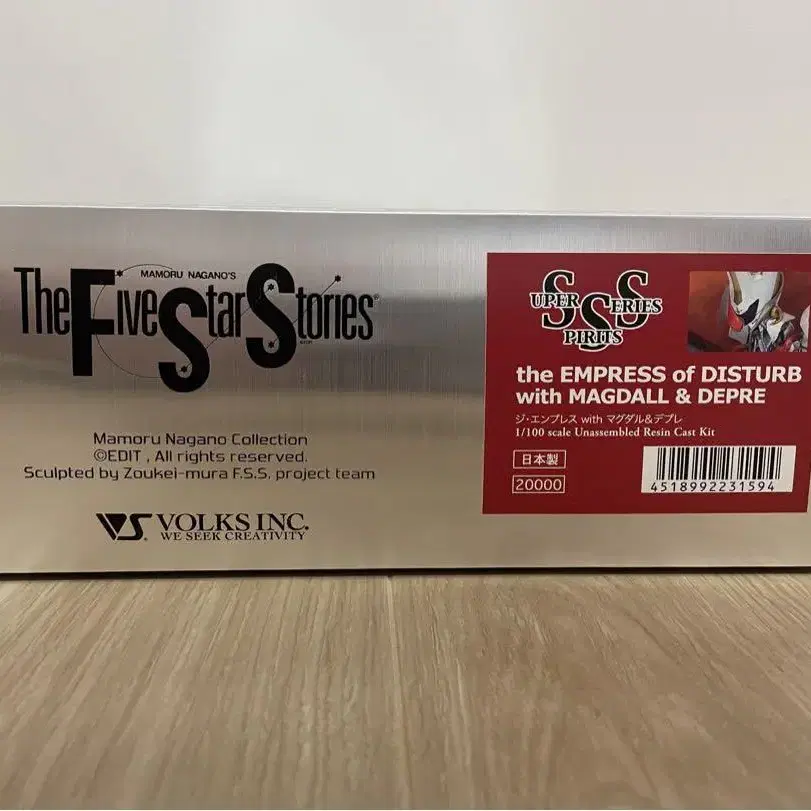 MAMORU NAGANO'S
The Five Star Stories
Mamoru Nagano Collection
©EDIT , All rights reserved.
Sculpted by Zoukei-mura F.S.S. project team
VS VOLKS INC.
WE SEEK CREATIVITY
SUPER SPIRITS SERIES
the EMPRESS of DISTURB
with MAGDALL & DEPRE
ジ・エンプレス with マグダル&デプレ
1/100 scale Unassembled Resin Cast Kit
日本製
20000
4518992231594